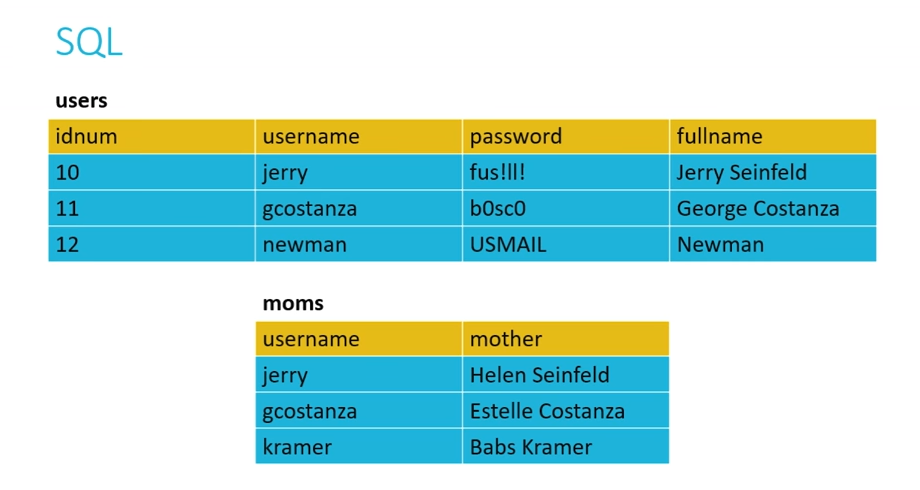 SQL
users
idnum username password fullname
10 jerry fus!ll! Jerry Seinfeld
11 gcostanza b0sc0 George Costanza
12 newman USMAIL Newman
moms
username mother
jerry Helen Seinfeld
gcostanza Estelle Costanza
kramer Babs Kramer